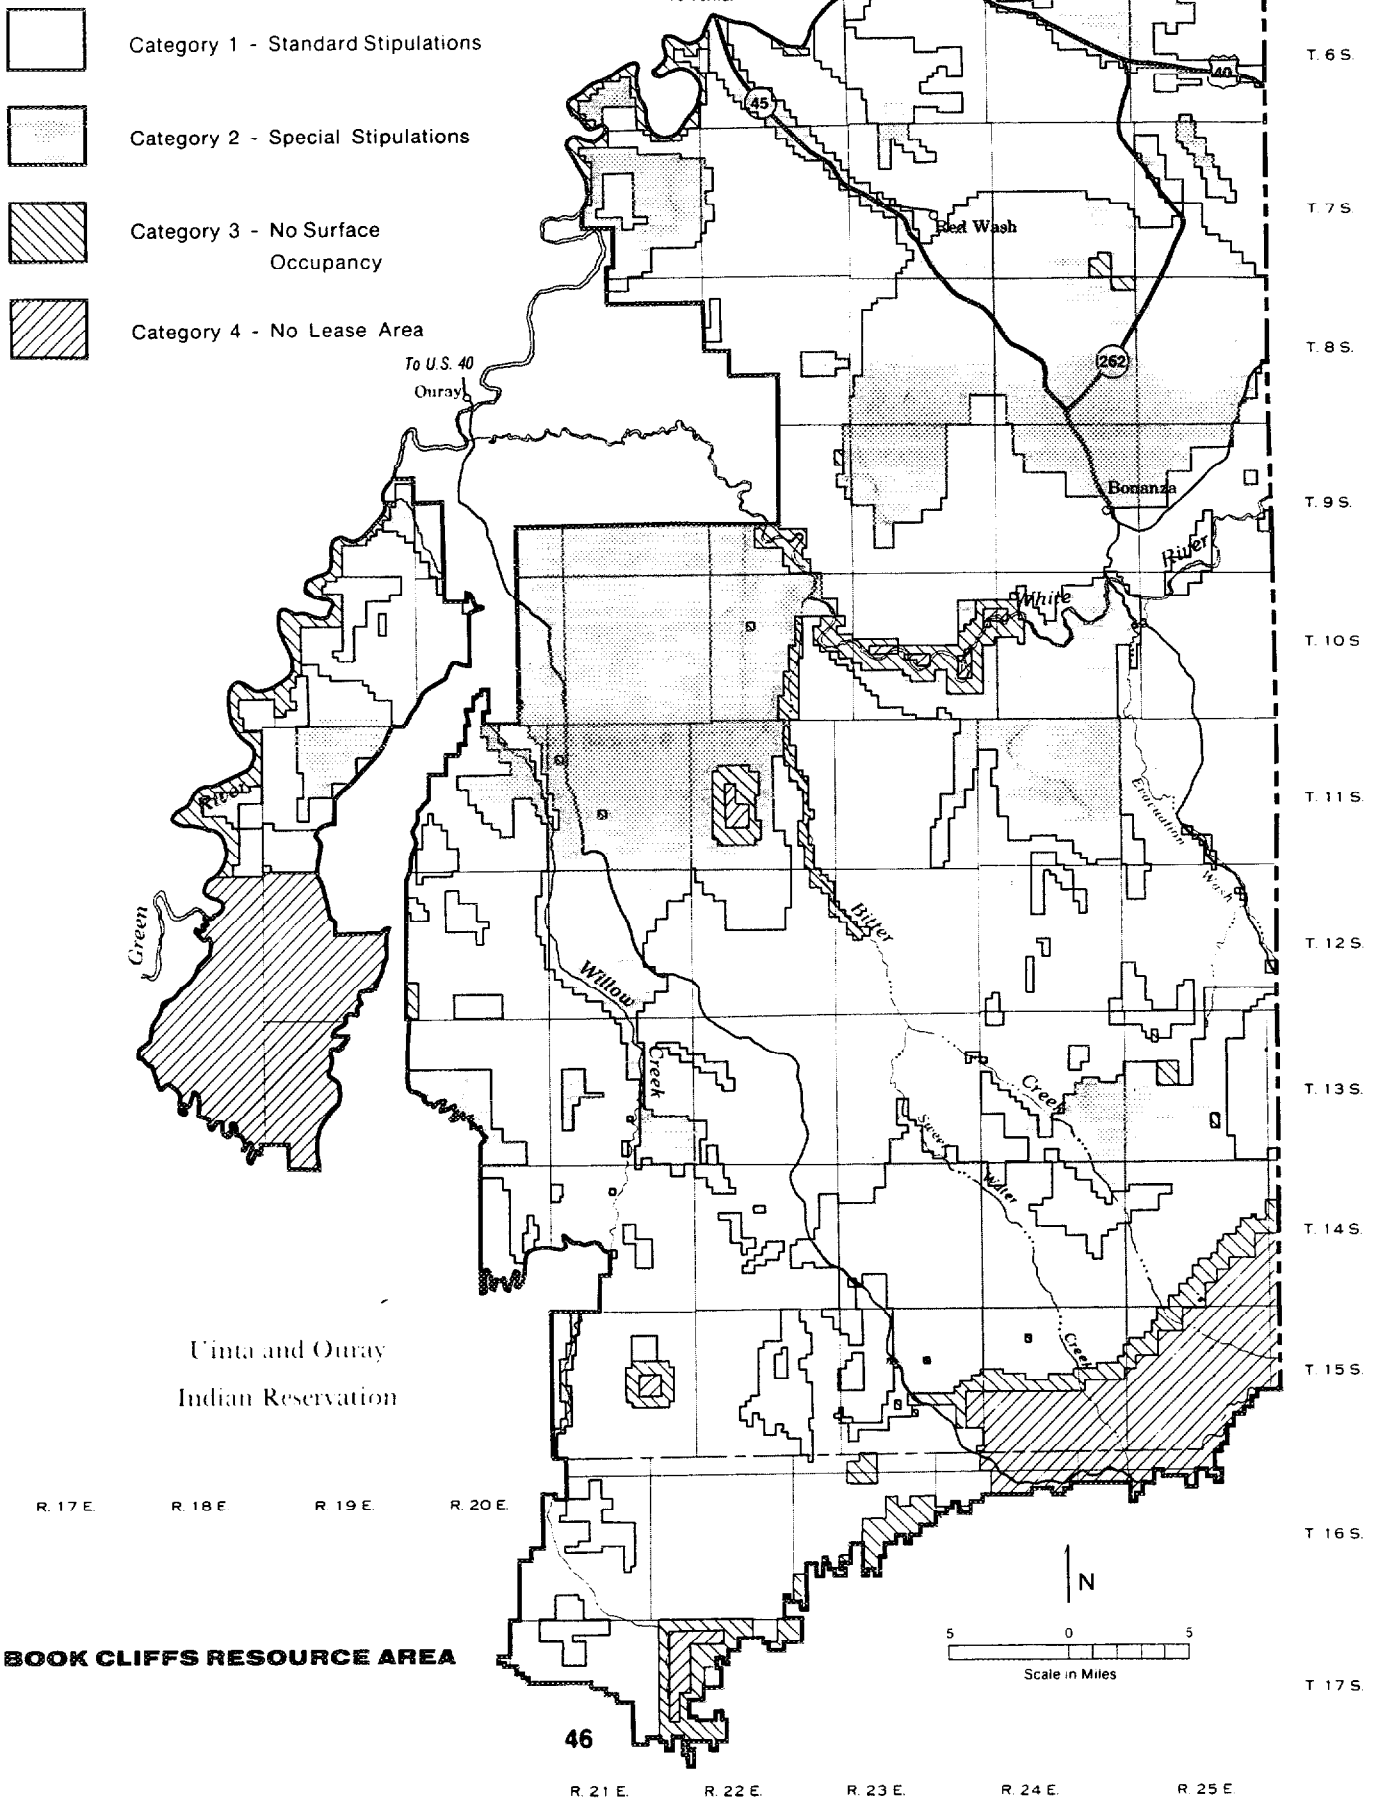 Category 1 - Standard Stipulations
Category 2 - Special Stipulations
Category 3 - No Surface
Occupancy
Category 4 - No Lease Area
T. 6 S.
40
45
T. 7 S.
Red Wash
T. 8 S.
262
To U.S. 40
Ouray
Bonanza
T. 9 S.
River
White
T. 10 S
River
T. 11 S.
Evacuation
Wash
Green
Bitter
T. 12 S.
Willow
Creek
Creek
T. 13 S.
Sweet
Water
T. 14 S.
Creek
T. 15 S.
Uinta and Ouray
Indian Reservation
R. 17 E.
R. 18 E
R. 19 E.
R. 20 E.
T 16 S.
N
BOOK CLIFFS RESOURCE AREA
5 0 5
Scale in Miles
T 17 S.
46
R. 21 E.
R. 22 E.
R. 23 E.
R. 24 E.
R. 25 E.